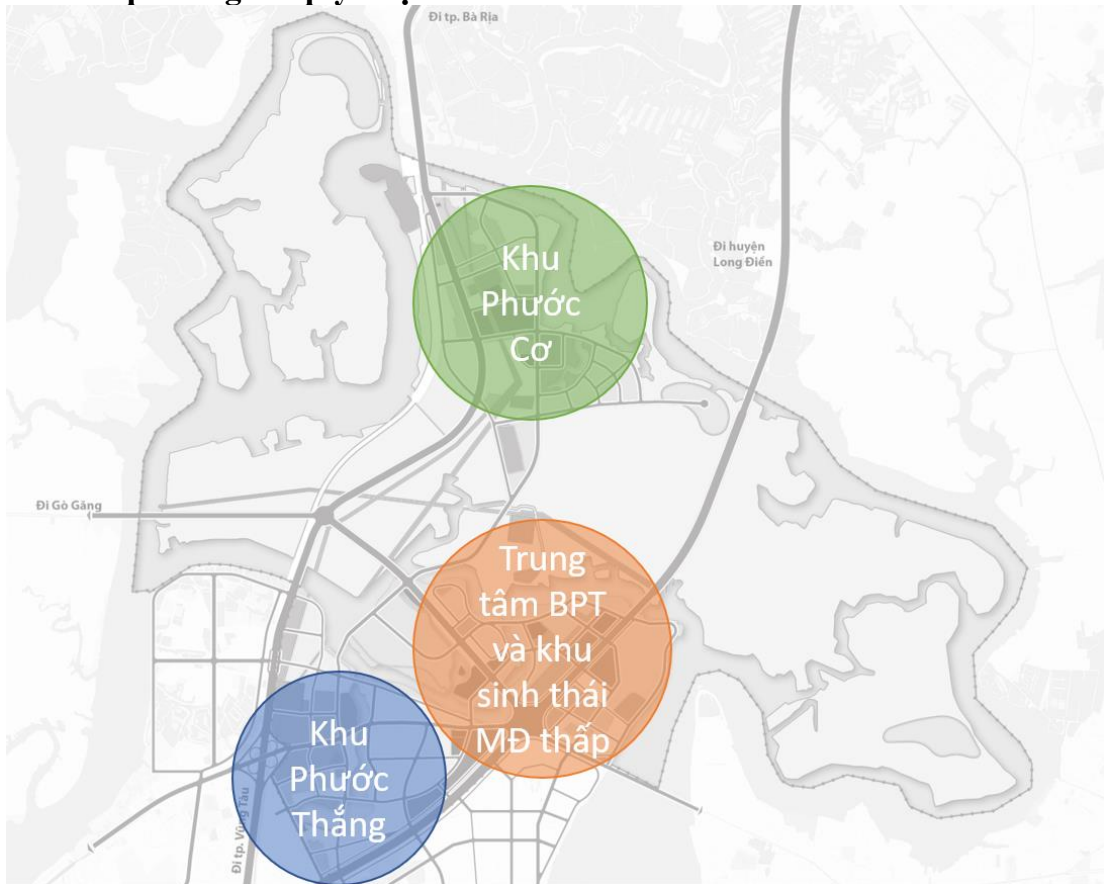 Đi tp. Bà Rịa
Khu
Phước
Cơ
Đi huyện
Long Điền
Đi Gò Găng
Trung
tâm BPT
và khu
sinh thái
MĐ thấp
Khu
Phước
Thắng
Đi tp. Vũng Tàu